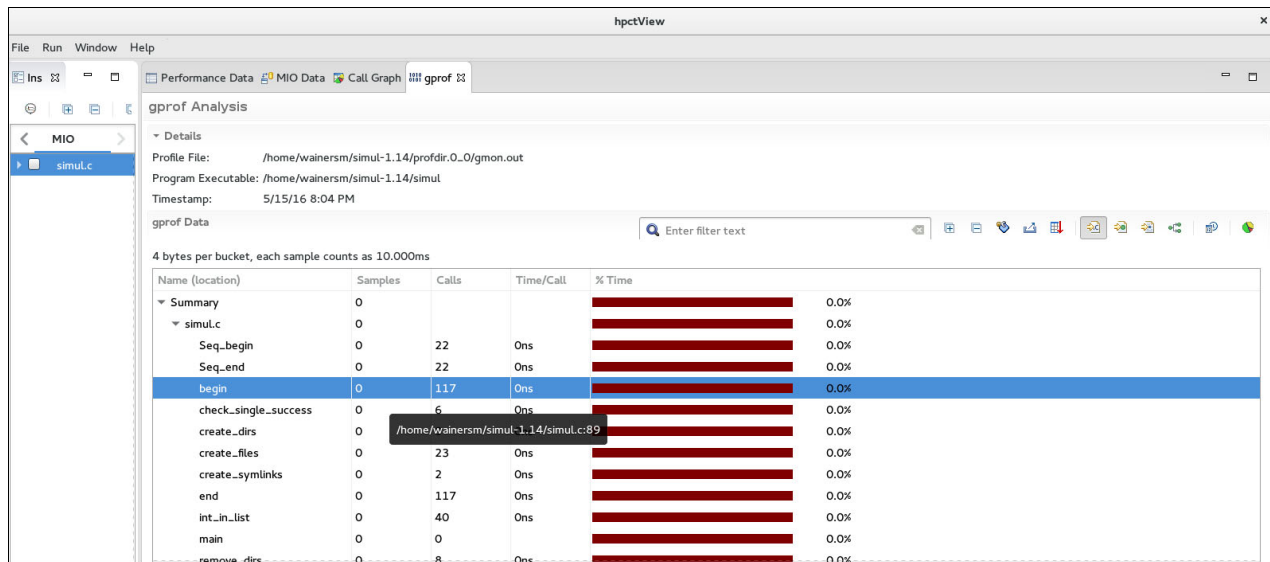 hpctView ×
File Run Window Help
Ins Performance Data MIO Data Call Graph gprof
gprof Analysis
MIO
simul.c
Details
Profile File: /home/wainersm/simul-1.14/profdir.0_0/gmon.out
Program Executable: /home/wainersm/simul-1.14/simul
Timestamp: 5/15/16 8:04 PM
gprof Data
Enter filter text
4 bytes per bucket, each sample counts as 10.000ms
Name (location) Samples Calls Time/Call % Time
Summary 0 0.0%
simul.c 0 0.0%
Seq_begin 0 22 0ns 0.0%
Seq_end 0 22 0ns 0.0%
begin 0 117 0ns 0.0%
check_single_success 0 6 0ns 0.0%
/home/wainersm/simul-1.14/simul.c:89
create_dirs 0 0.0%
create_files 0 23 0ns 0.0%
create_symlinks 0 2 0ns 0.0%
end 0 117 0ns 0.0%
int_in_list 0 40 0ns 0.0%
main 0 0 0.0%
remove_dirs 0 8 0ns 0.0%